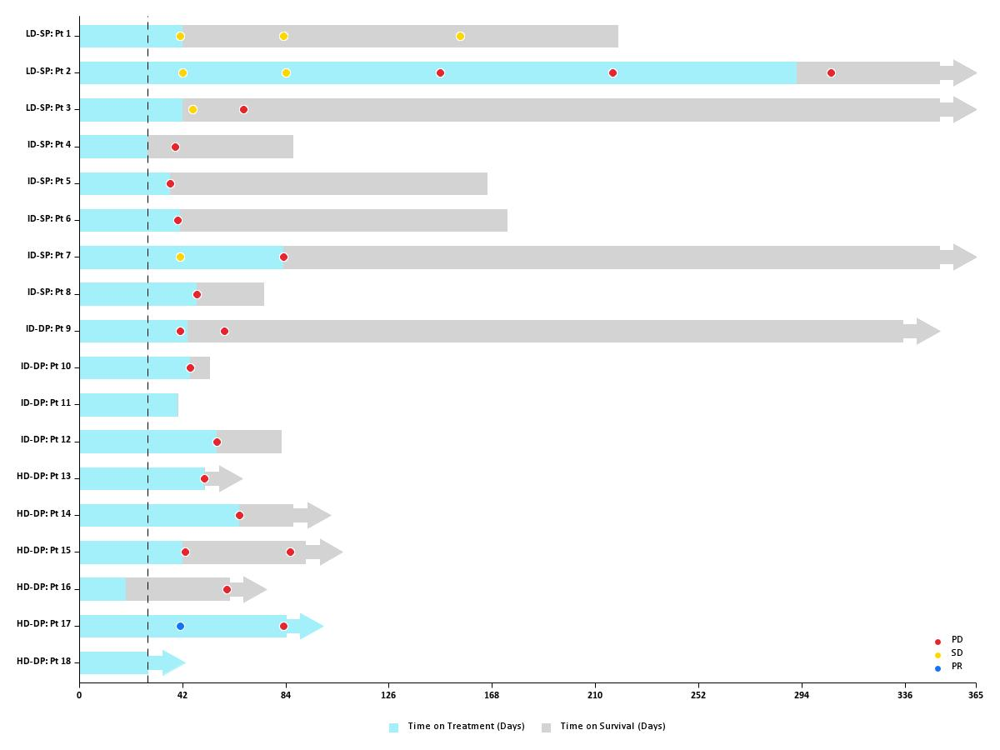 LD-SP: Pt 1
LD-SP: Pt 2
LD-SP: Pt 3
ID-SP: Pt 4
ID-SP: Pt 5
ID-SP: Pt 6
ID-SP: Pt 7
ID-SP: Pt 8
ID-DP: Pt 9
ID-DP: Pt 10
ID-DP: Pt 11
ID-DP: Pt 12
HD-DP: Pt 13
HD-DP: Pt 14
HD-DP: Pt 15
HD-DP: Pt 16
HD-DP: Pt 17
HD-DP: Pt 18
PD
SD
PR
0 42 84 126 168 210 252 294 336 365
Time on Treatment (Days) Time on Survival (Days)